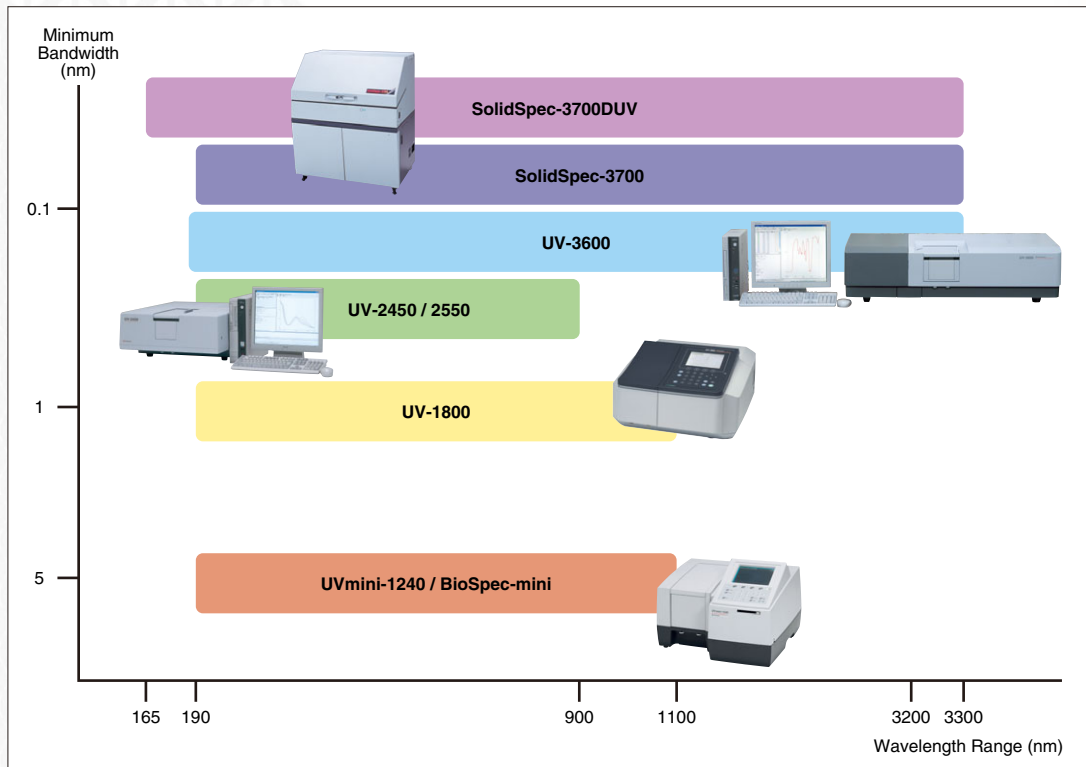 Minimum
Bandwidth
(nm)
SolidSpec-3700DUV
SolidSpec-3700
0.1
UV-3600
UV-2450 / 2550
1
UV-1800
5
UVmini-1240 / BioSpec-mini
165
190
900
1100
3200
3300
Wavelength Range (nm)